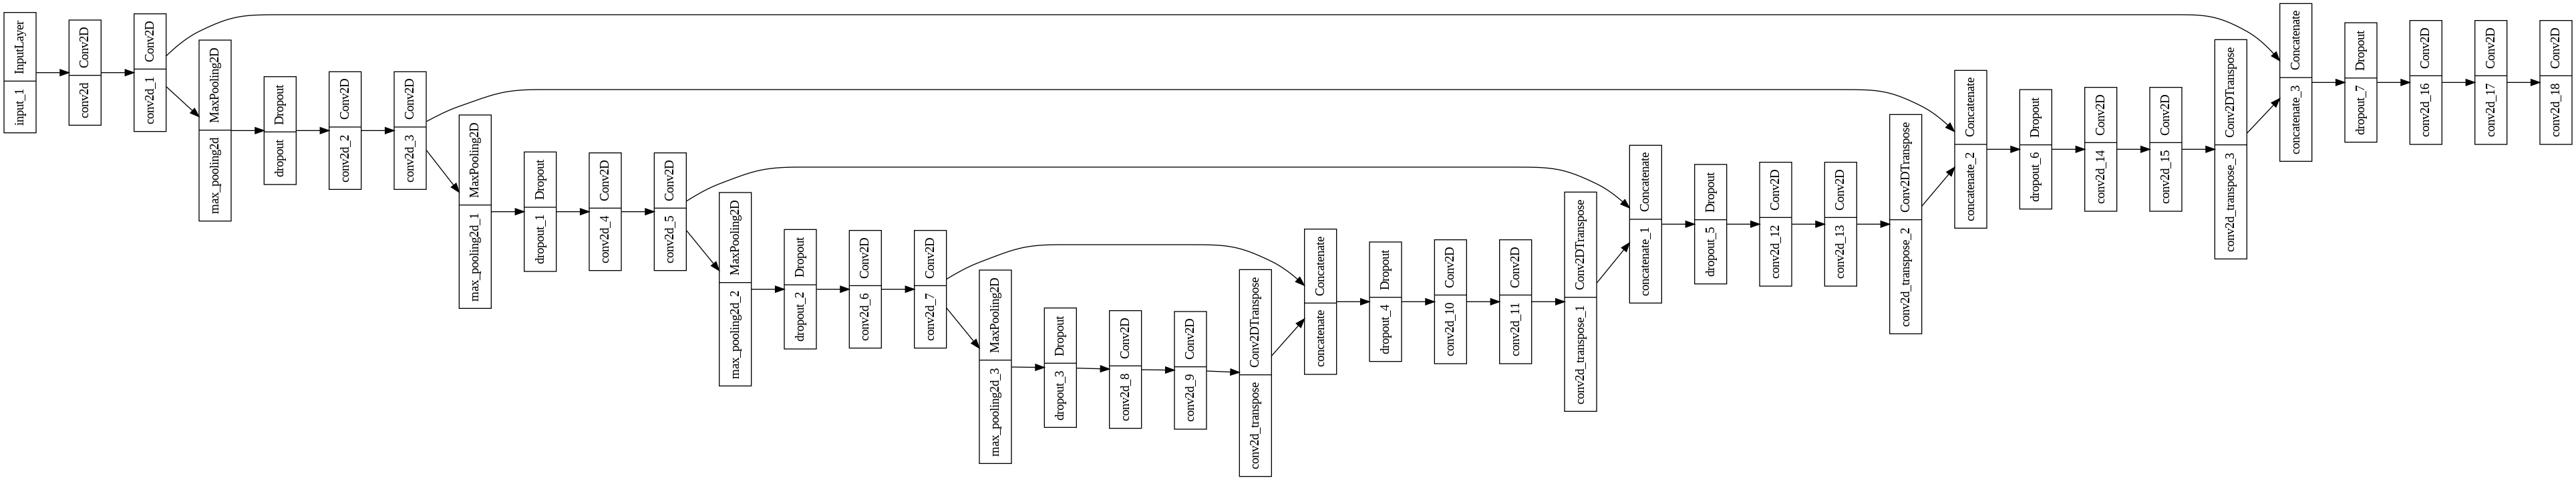 input_1 InputLayer
conv2d Conv2D
conv2d_1 Conv2D
max_pooling2d MaxPooling2D
dropout Dropout
conv2d_2 Conv2D
conv2d_3 Conv2D
max_pooling2d_1 MaxPooling2D
dropout_1 Dropout
conv2d_4 Conv2D
conv2d_5 Conv2D
max_pooling2d_2 MaxPooling2D
dropout_2 Dropout
conv2d_6 Conv2D
conv2d_7 Conv2D
max_pooling2d_3 MaxPooling2D
dropout_3 Dropout
conv2d_8 Conv2D
conv2d_9 Conv2D
conv2d_transpose Conv2DTranspose
concatenate Concatenate
dropout_4 Dropout
conv2d_10 Conv2D
conv2d_11 Conv2D
conv2d_transpose_1 Conv2DTranspose
concatenate_1 Concatenate
dropout_5 Dropout
conv2d_12 Conv2D
conv2d_13 Conv2D
conv2d_transpose_2 Conv2DTranspose
concatenate_2 Concatenate
dropout_6 Dropout
conv2d_14 Conv2D
conv2d_15 Conv2D
conv2d_transpose_3 Conv2DTranspose
concatenate_3 Concatenate
dropout_7 Dropout
conv2d_16 Conv2D
conv2d_17 Conv2D
conv2d_18 Conv2D